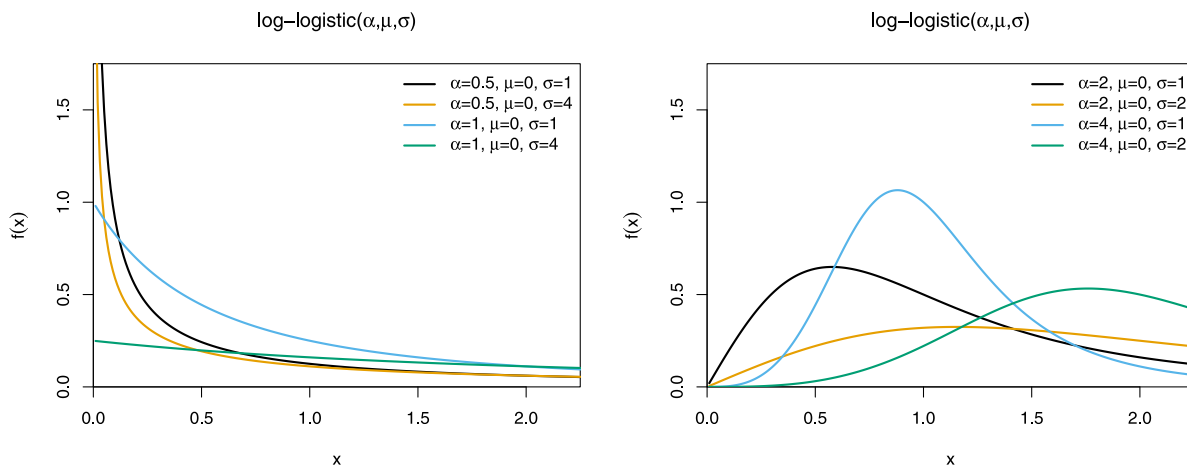 log−logistic(α,μ,σ)
α=0.5, μ=0, σ=1
α=0.5, μ=0, σ=4
α=1, μ=0, σ=1
α=1, μ=0, σ=4
f(x)
1.5
1.0
0.5
0.0
0.0 0.5 1.0 1.5 2.0
x
log−logistic(α,μ,σ)
α=2, μ=0, σ=1
α=2, μ=0, σ=2
α=4, μ=0, σ=1
α=4, μ=0, σ=2
f(x)
1.5
1.0
0.5
0.0
0.0 0.5 1.0 1.5 2.0
x